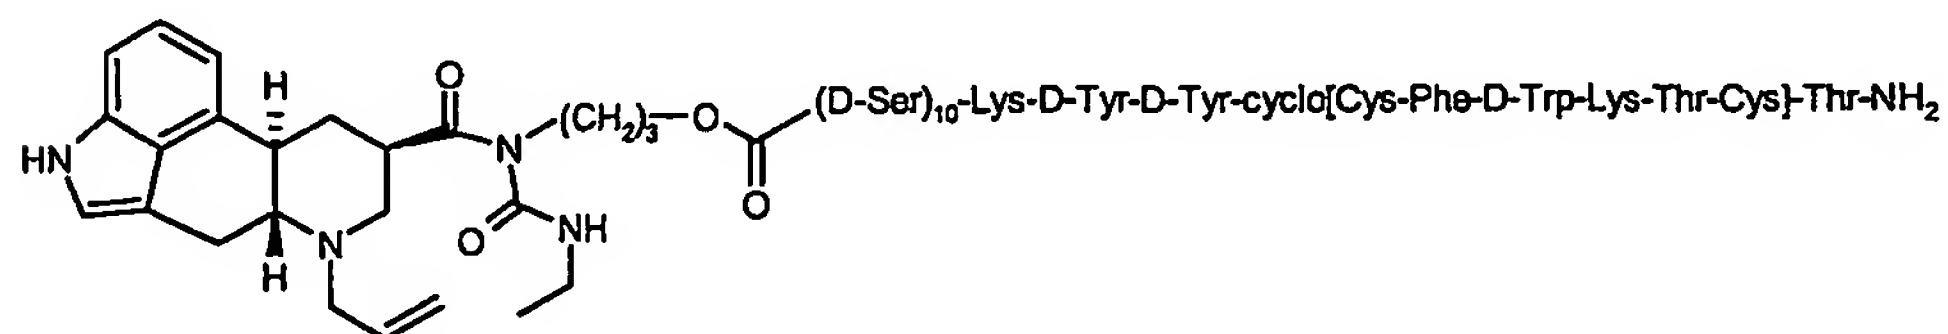 H
O
(CH₂)₃
O
(D-Ser)₁₀-Lys-D-Tyr-D-Tyr-cyclo[Cys-Phe-D-Trp-Lys-Thr-Cys}-Thr-NH₂
HN
N
O
N
O
NH
H